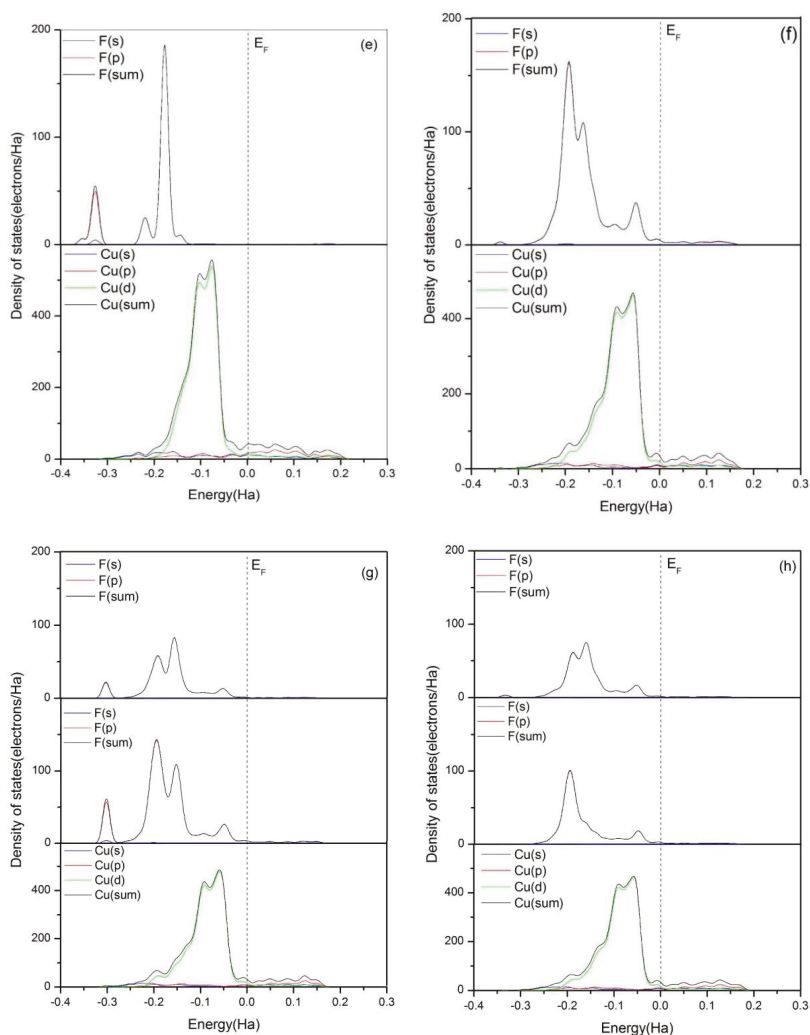 200
F(s)
F(p)
F(sum)
(e)
E_F
100
0
Cu(s)
Cu(p)
Cu(d)
Cu(sum)
400
200
0
-0.4 -0.3 -0.2 -0.1 0.0 0.1 0.2 0.3
Energy(Ha)
Density of states(electrons/Ha)
200
F(s)
F(p)
F(sum)
(f)
E_F
100
0
Cu(s)
Cu(p)
Cu(d)
Cu(sum)
400
200
0
-0.4 -0.3 -0.2 -0.1 0.0 0.1 0.2 0.3
Energy(Ha)
Density of states(electrons/Ha)
200
F(s)
F(p)
F(sum)
(g)
E_F
100
0
F(s)
F(p)
F(sum)
100
0
Cu(s)
Cu(p)
Cu(d)
Cu(sum)
400
200
0
-0.4 -0.3 -0.2 -0.1 0.0 0.1 0.2 0.3
Energy(Ha)
Density of states(electrons/Ha)
200
F(s)
F(p)
F(sum)
(h)
E_F
100
0
F(s)
F(p)
F(sum)
100
0
Cu(s)
Cu(p)
Cu(d)
Cu(sum)
400
200
0
-0.4 -0.3 -0.2 -0.1 0.0 0.1 0.2 0.3
Energy(Ha)
Density of states(electrons/Ha)